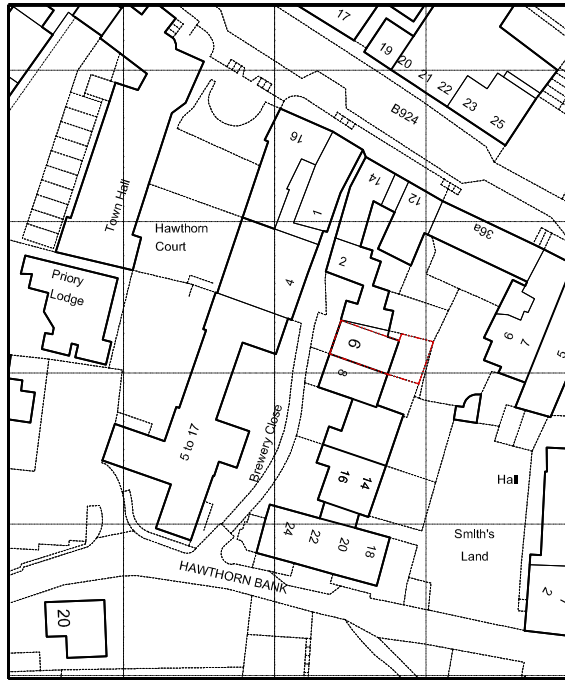 17
19
20
21
22
23
25
B924
16
14
12
1
36a
Town Hall
Hawthorn
Court
2
Priory
Lodge
4
6
7
5
6
8
5 to 17
Brewery Close
16
14
Hall
24
22
20
18
Smith's
Land
HAWTHORN BANK
20
2
1